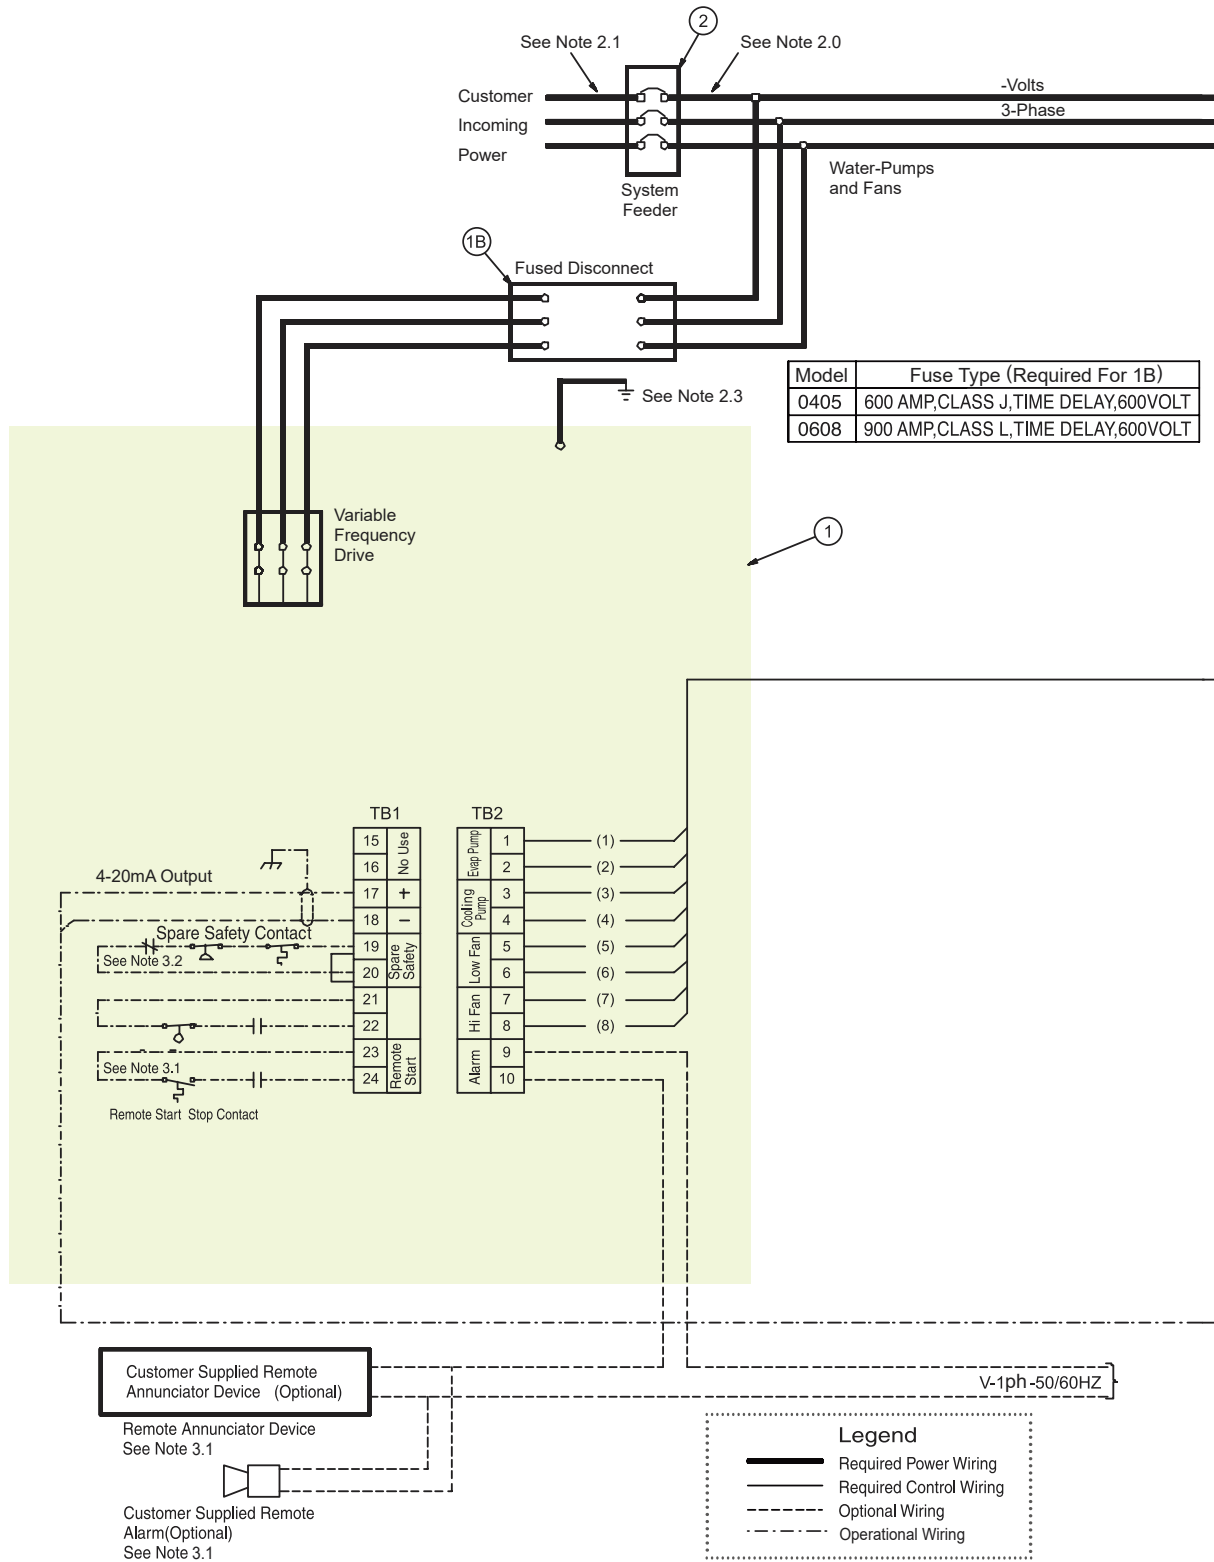 2
See Note 2.1
See Note 2.0
Customer
Incoming
Power
-Volts
3-Phase
Water-Pumps
and Fans
System
Feeder
1B
Fused Disconnect
See Note 2.3
Model Fuse Type (Required For 1B)
0405 600 AMP,CLASS J,TIME DELAY,600VOLT
0608 900 AMP,CLASS L,TIME DELAY,600VOLT
Variable
Frequency
Drive
1
TB1
TB2
15
16
No Use
17 +
18 −
19
20
Spare
Safety
21
22
23
24
Remote
Start
Evap Pump
1
2
Cooling
Pump
3
4
Low Fan
5
6
Hi Fan
7
8
Alarm
9
10
(1)
(2)
(3)
(4)
(5)
(6)
(7)
(8)
4-20mA Output
Spare Safety Contact
See Note 3.2
See Note 3.1
Remote Start Stop Contact
Customer Supplied Remote
Annunciator Device (Optional)
Remote Annunciator Device
See Note 3.1
Customer Supplied Remote
Alarm(Optional)
See Note 3.1
V-1ph-50/60HZ
Legend
Required Power Wiring
Required Control Wiring
Optional Wiring
Operational Wiring